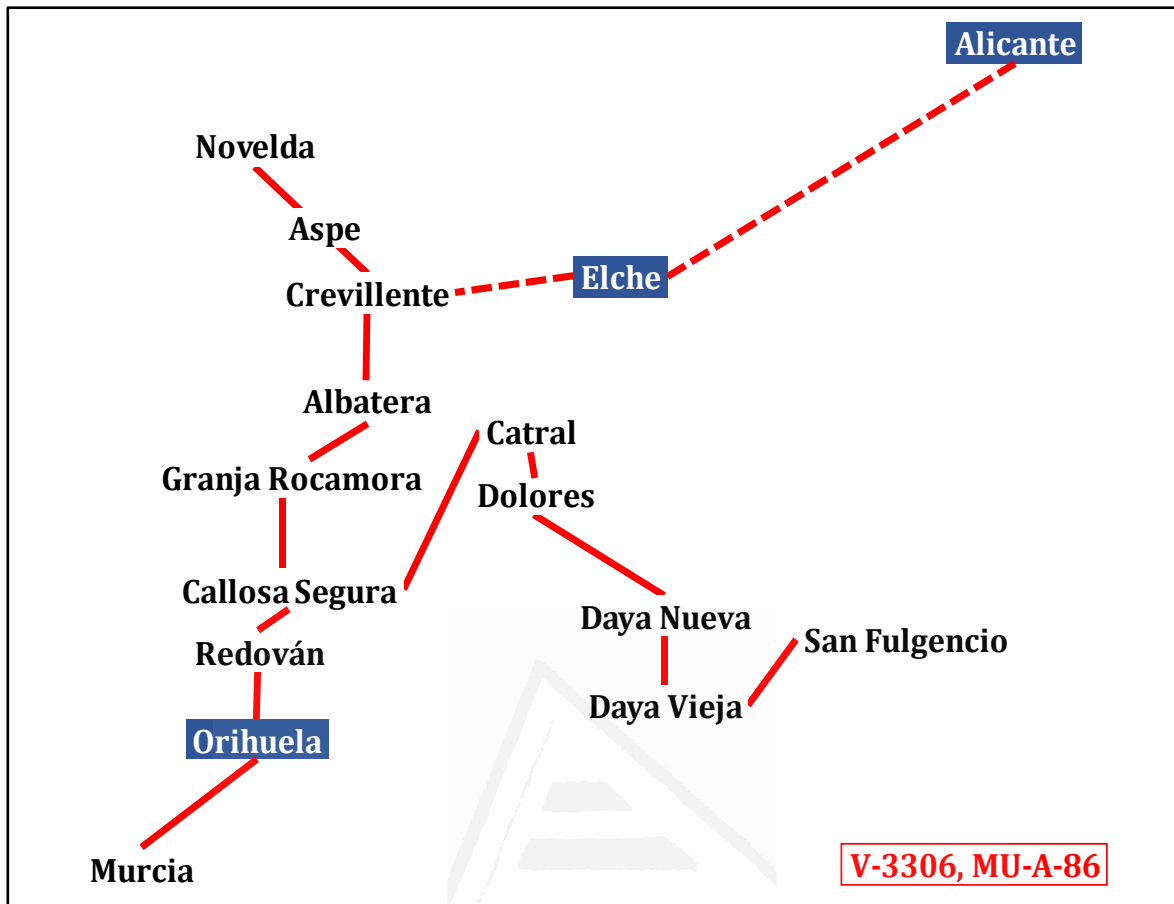 Alicante
Novelda
Aspe
Elche
Crevillente
Albatera
Catral
Granja Rocamora
Dolores
Callosa Segura
Daya Nueva
San Fulgencio
Redován
Daya Vieja
Orihuela
Murcia
V-3306, MU-A-86